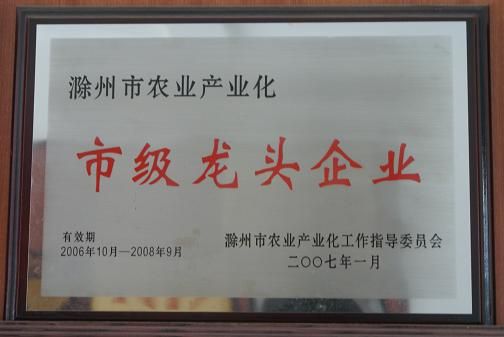 滁州市农业产业化
市级龙头企业
有效期
2006年10月—2008年9月
滁州市农业产业化工作指导委员会
二〇〇七年一月